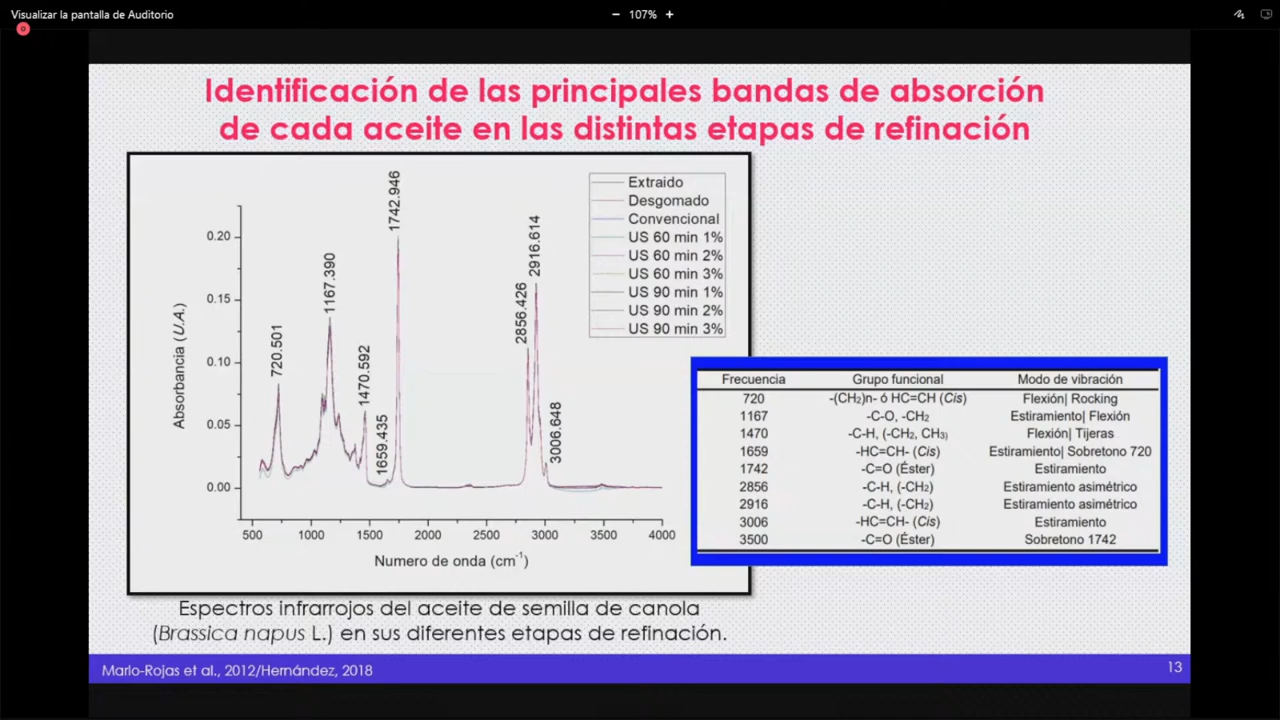 Visualizar la pantalla de Auditorio
− 107% +
Identificación de las principales bandas de absorción
de cada aceite en las distintas etapas de refinación
720.501
1167.390
1470.592
1659.435
1742.946
2856.426
2916.614
3006.648
Extraido
Desgomado
Convencional
US 60 min 1%
US 60 min 2%
US 60 min 3%
US 90 min 1%
US 90 min 2%
US 90 min 3%
Absorbancia (U.A.)
0.20
0.15
0.10
0.05
0.00
500 1000 1500 2000 2500 3000 3500 4000
Numero de onda (cm⁻¹)
Frecuencia Grupo funcional Modo de vibración
720 -(CH₂)n- ó HC=CH (Cis) Flexión| Rocking
1167 -C-O, -CH₂ Estiramiento| Flexión
1470 -C-H, (-CH₂, CH₃) Flexión| Tijeras
1659 -HC=CH- (Cis) Estiramiento| Sobretono 720
1742 -C=O (Éster) Estiramiento
2856 -C-H, (-CH₂) Estiramiento asimétrico
2916 -C-H, (-CH₂) Estiramiento asimétrico
3006 -HC=CH- (Cis) Estiramiento
3500 -C=O (Éster) Sobretono 1742
Espectros infrarrojos del aceite de semilla de canola
(Brassica napus L.) en sus diferentes etapas de refinación.
Marlo-Rojas et al., 2012/Hernández, 2018
13